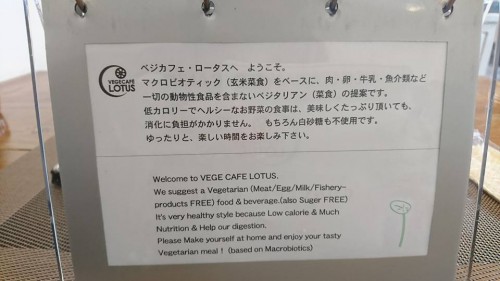 VEGECAFE
LOTUS
ベジカフェ・ロータスへ　ようこそ。
マクロビオティック（玄米菜食）をベースに、肉・卵・牛乳・魚介類など
一切の動物性食品を含まないベジタリアン（菜食）の提案です。
低カロリーでヘルシーなお野菜の食事は、美味しくたっぷり頂いても、
消化に負担がかかりません。　もちろん白砂糖も不使用です。
ゆったりと、楽しい時間をお楽しみ下さい。
Welcome to VEGE CAFE LOTUS.
We suggest a Vegetarian (Meat/Egg/Milk/Fishery-
products FREE) food & beverage.(also Suger FREE)
It's very healthy style because Low calorie & Much
Nutrition & Help our digestion.
Please Make yourself at home and enjoy your tasty
Vegetarian meal ! (based on Macrobiotics)